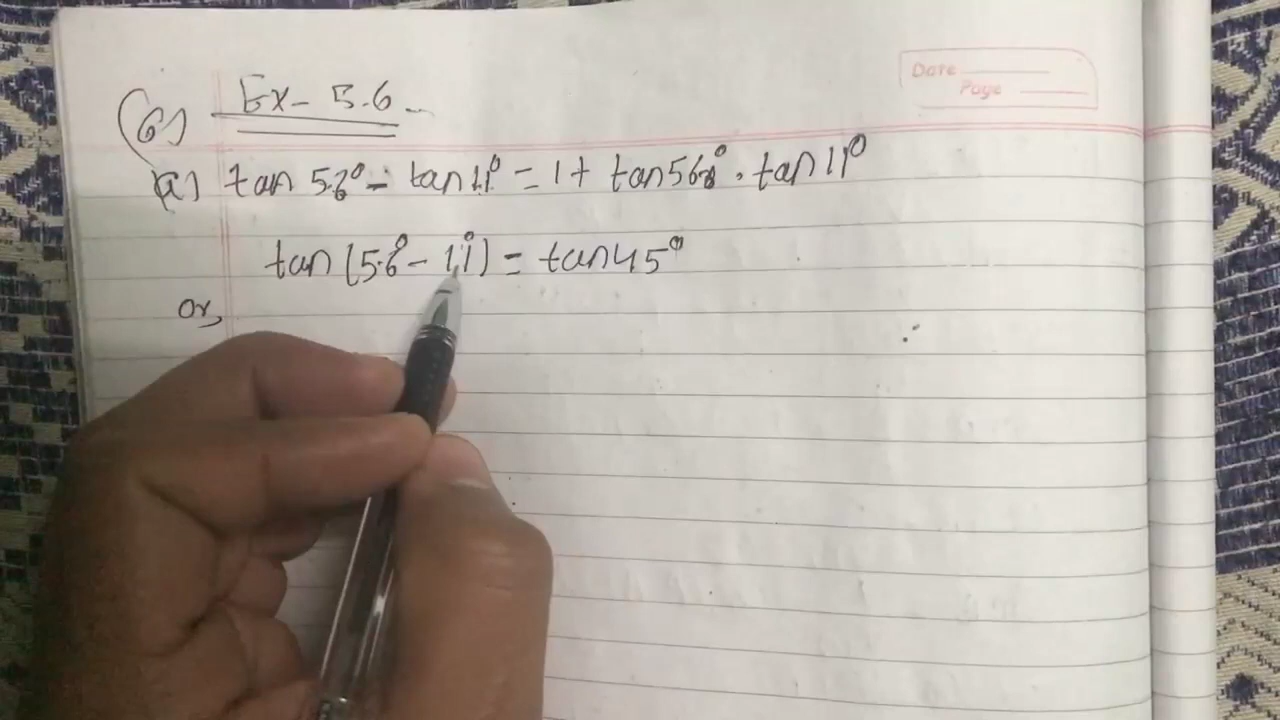 Date
Page
Ex- 5.6
(6)
a) tan 56° - tan 11° = 1 + tan 56° . tan 11°
tan (56° - 11°) = tan 45°
or,